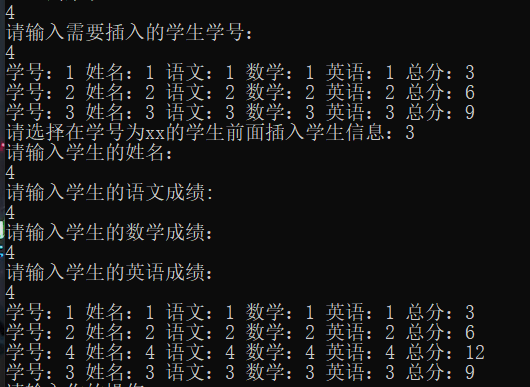 4
请输入需要插入的学生学号：
4
学号：1 姓名：1 语文：1 数学：1 英语：1 总分：3
学号：2 姓名：2 语文：2 数学：2 英语：2 总分：6
学号：3 姓名：3 语文：3 数学：3 英语：3 总分：9
请选择在学号为xx的学生前面插入学生信息：3
请输入学生的姓名：
4
请输入学生的语文成绩:
4
请输入学生的数学成绩：
4
请输入学生的英语成绩：
4
学号：1 姓名：1 语文：1 数学：1 英语：1 总分：3
学号：2 姓名：2 语文：2 数学：2 英语：2 总分：6
学号：4 姓名：4 语文：4 数学：4 英语：4 总分：12
学号：3 姓名：3 语文：3 数学：3 英语：3 总分：9